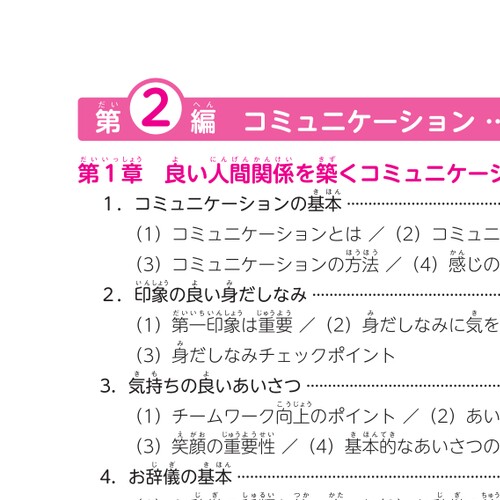 第2編 コミュニケーション …
第1章 良い人間関係を築くコミュニケー
1. コミュニケーションの基本 ……………………
(1) コミュニケーションとは / (2) コミュニ
(3) コミュニケーションの方法 / (4) 感じの
2. 印象の良い身だしなみ ……………………
(1) 第一印象は重要 / (2) 身だしなみに気を
(3) 身だしなみチェックポイント
3. 気持ちの良いあいさつ ……………………
(1) チームワーク向上のポイント / (2) あい
(3) 笑顔の重要性 / (4) 基本的なあいさつの
4. お辞儀の基本 ……………………